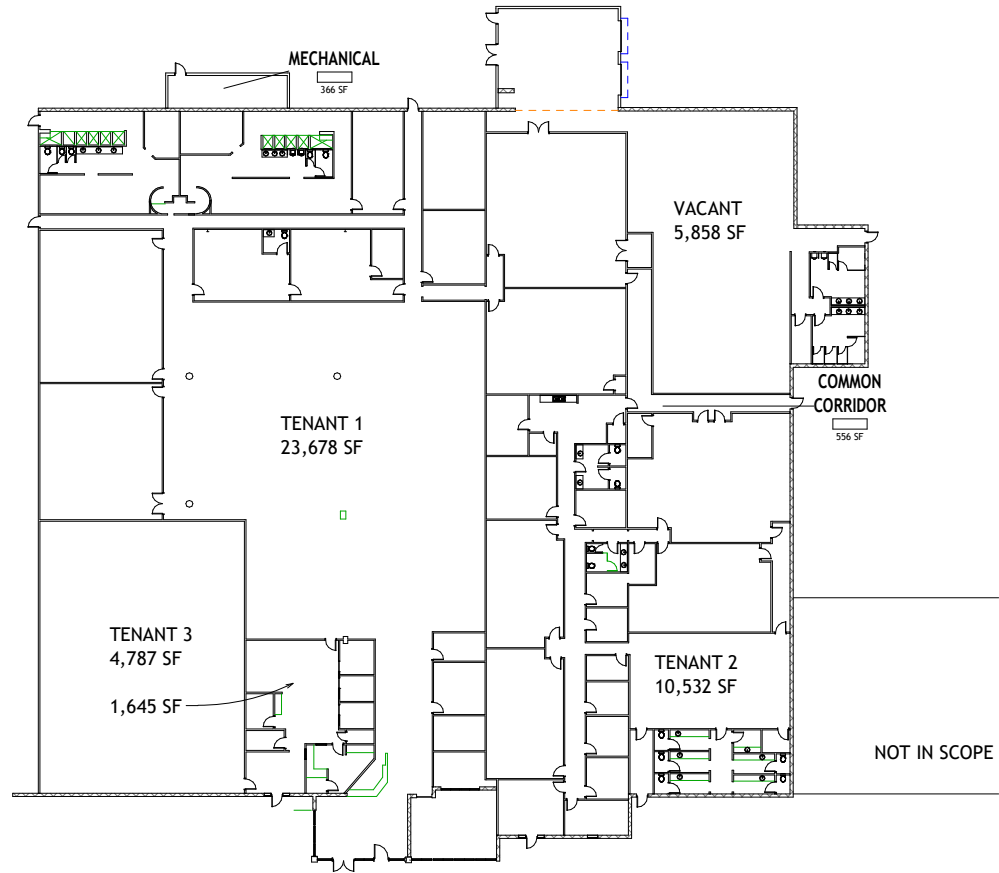 MECHANICAL
366 SF
VACANT
5,858 SF
COMMON
CORRIDOR
556 SF
TENANT 1
23,678 SF
TENANT 3
4,787 SF
1,645 SF
TENANT 2
10,532 SF
NOT IN SCOPE